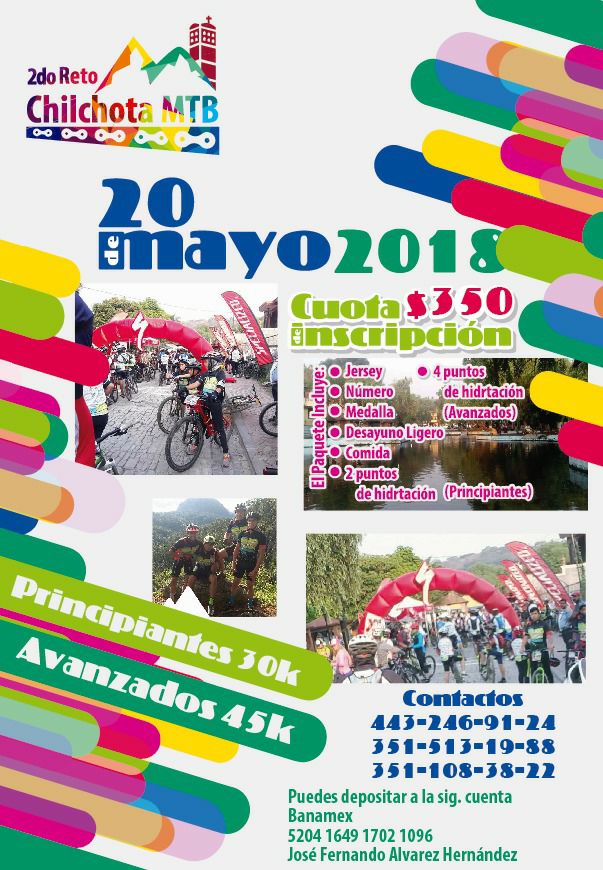 2do Reto
Chilchota MTB
20
de mayo 2018
Cuota $350
de inscripción
El Paquete Incluye:
Jersey
Número
Medalla
Desayuno Ligero
Comida
2 puntos
de hidrtación (Principiantes)
4 puntos
de hidrtación
(Avanzados)
SPECIALIZED
SPECIALIZED
Principiantes 30k
Avanzados 45k
Contactos
443-246-91-24
351-513-19-88
351-108-38-22
Puedes depositar a la sig. cuenta
Banamex
5204 1649 1702 1096
José Fernando Alvarez Hernández